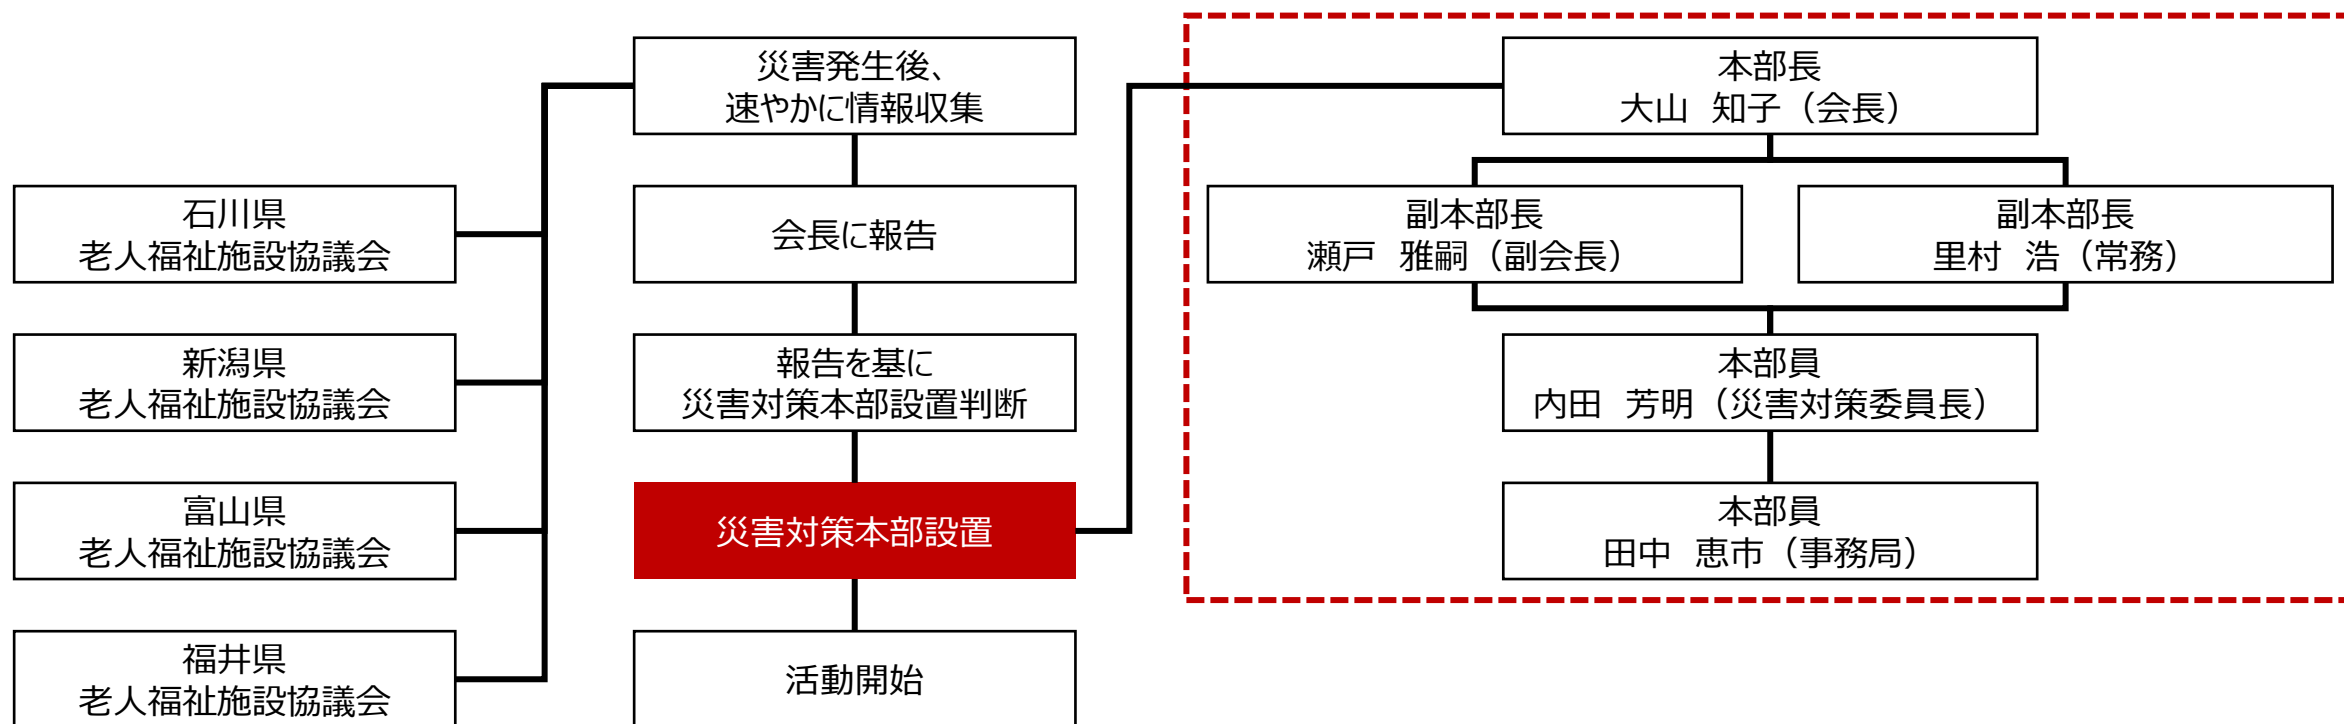 石川県
老人福祉施設協議会
新潟県
老人福祉施設協議会
富山県
老人福祉施設協議会
福井県
老人福祉施設協議会
災害発生後、
速やかに情報収集
会長に報告
報告を基に
災害対策本部設置判断
災害対策本部設置
活動開始
本部長
大山 知子（会長）
副本部長
瀬戸 雅嗣（副会長）
副本部長
里村 浩（常務）
本部員
内田 芳明（災害対策委員長）
本部員
田中 恵市（事務局）